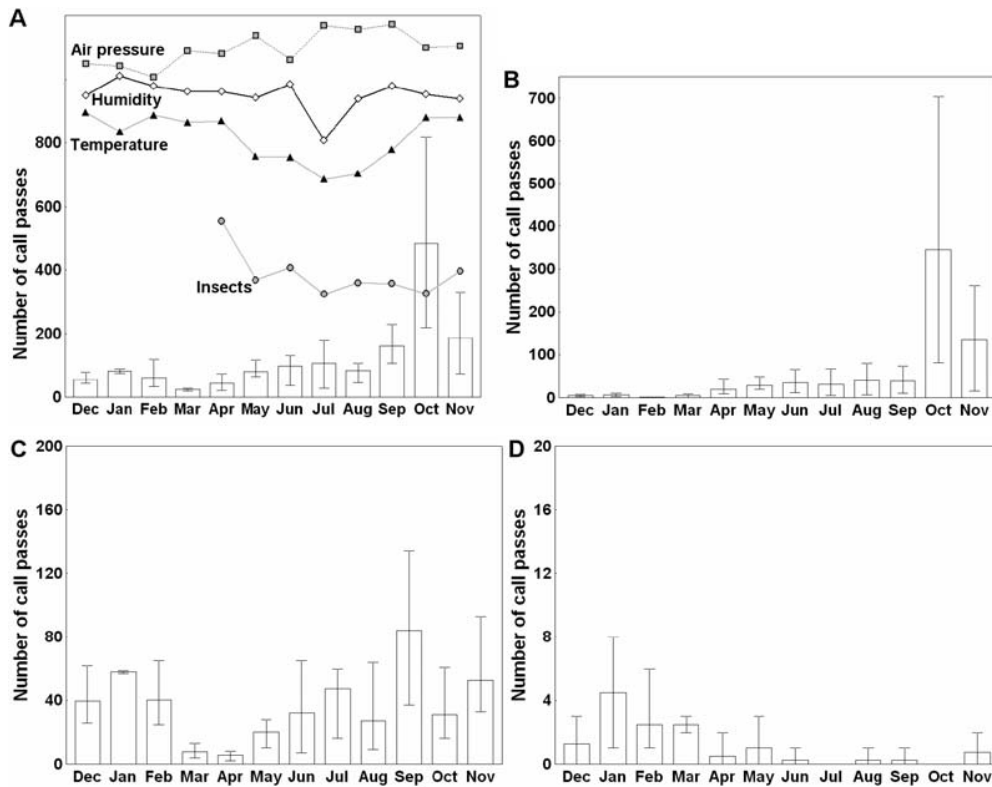 A
Air pressure
Humidity
Temperature
Insects
Number of call passes
800
600
400
200
0
Dec Jan Feb Mar Apr May Jun Jul Aug Sep Oct Nov
B
Number of call passes
700
600
500
400
300
200
100
0
Dec Jan Feb Mar Apr May Jun Jul Aug Sep Oct Nov
C
Number of call passes
200
160
120
80
40
0
Dec Jan Feb Mar Apr May Jun Jul Aug Sep Oct Nov
D
Number of call passes
20
16
12
8
4
0
Dec Jan Feb Mar Apr May Jun Jul Aug Sep Oct Nov